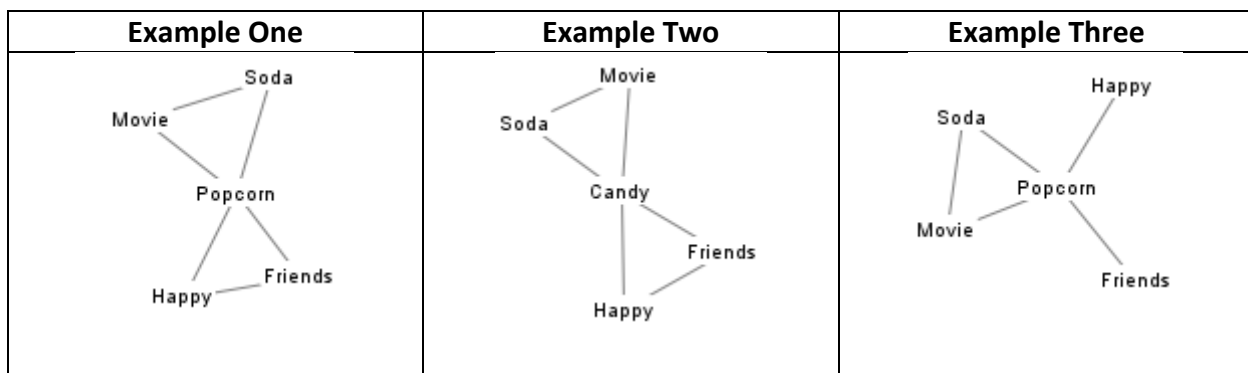 Example One
Example Two
Example Three
Soda
Movie
Popcorn
Friends
Happy
Movie
Soda
Candy
Friends
Happy
Happy
Soda
Popcorn
Movie
Friends